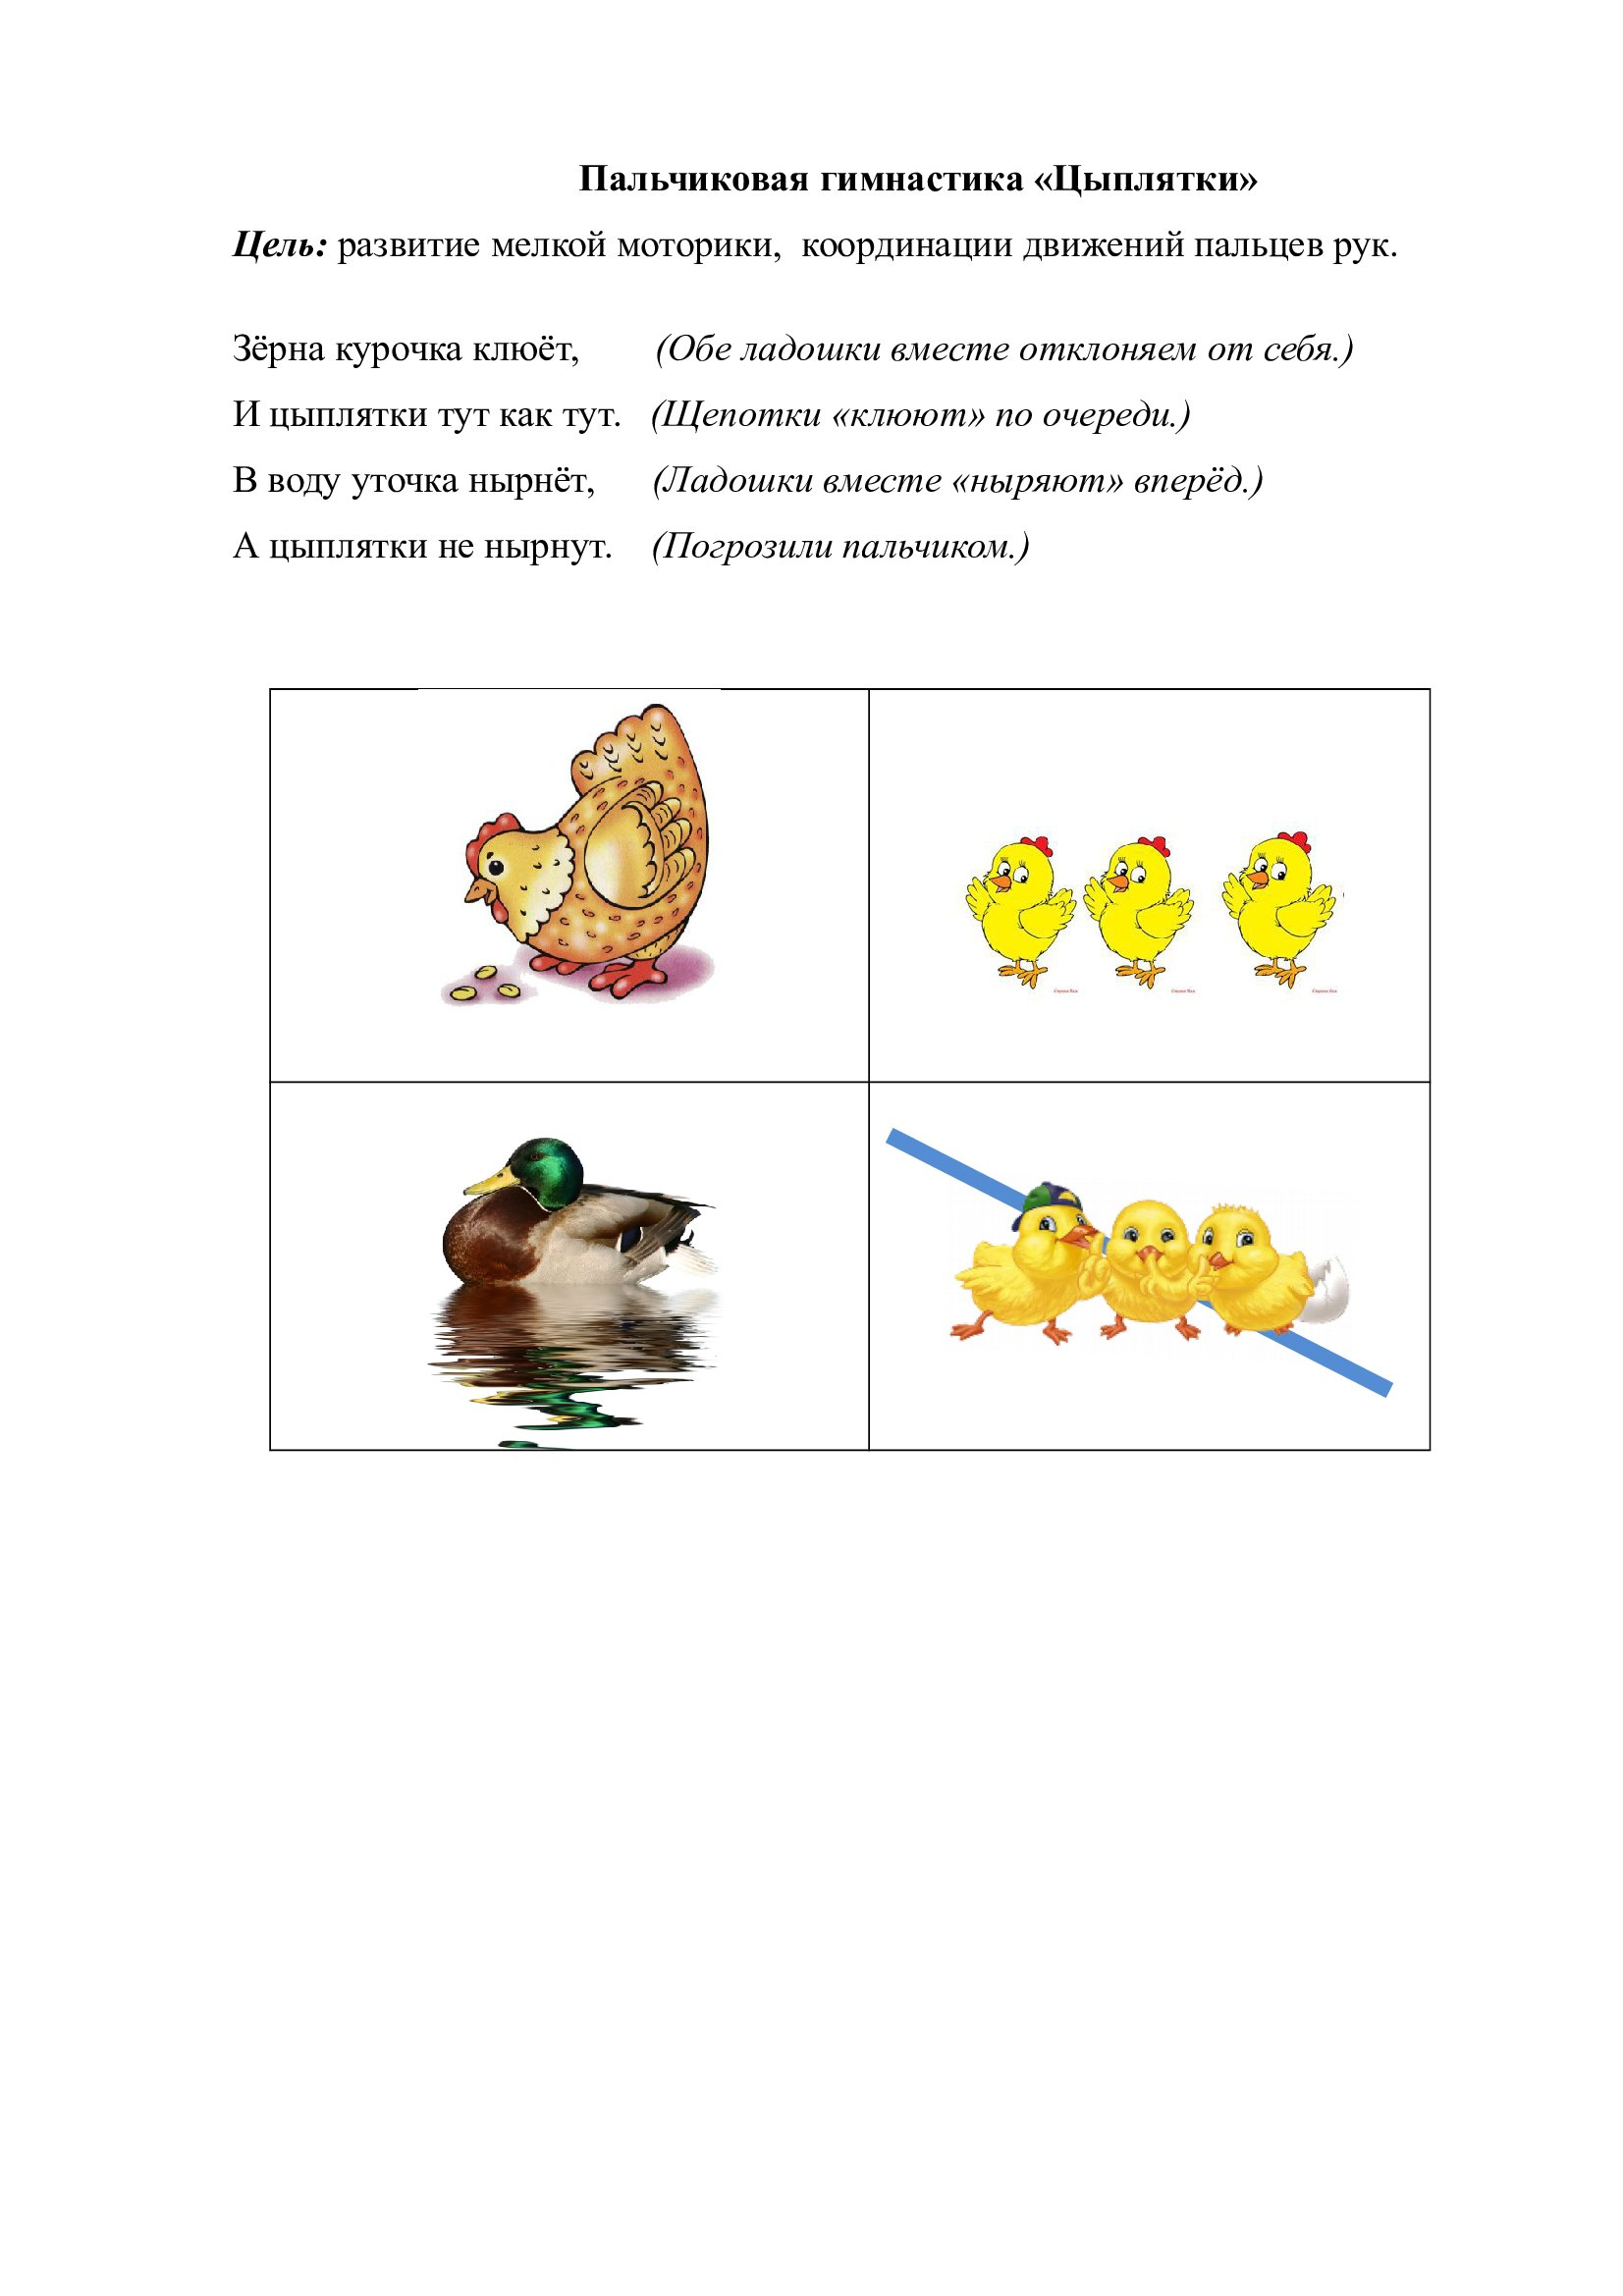 Пальчиковая гимнастика «Цыплятки»
Цель: развитие мелкой моторики, координации движений пальцев рук.
Зёрна курочка клюёт, (Обе ладошки вместе отклоняем от себя.)
И цыплятки тут как тут. (Щепотки «клюют» по очереди.)
В воду уточка нырнёт, (Ладошки вместе «ныряют» вперёд.)
А цыплятки не нырнут. (Погрозили пальчиком.)